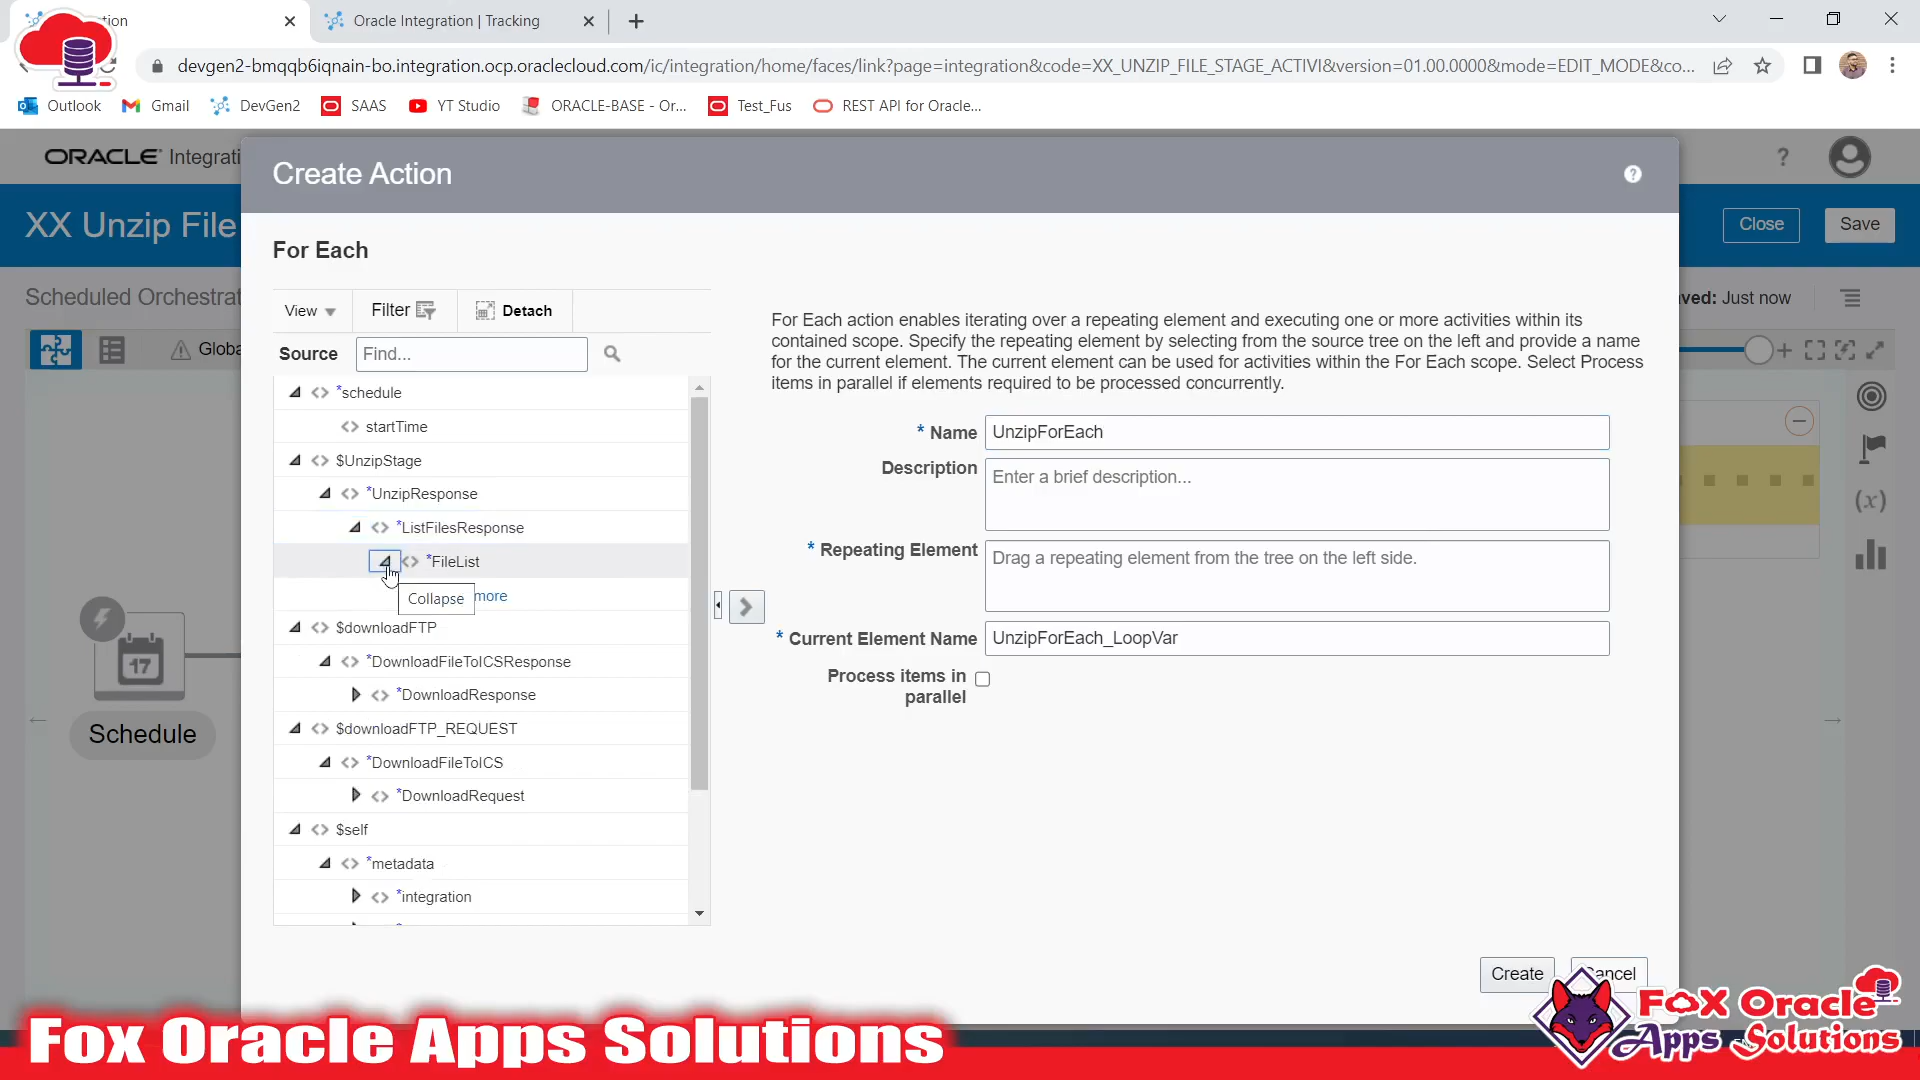 ion
Oracle Integration | Tracking
devgen2-bmqqb6iqnain-bo.integration.ocp.oraclecloud.com/ic/integration/home/faces/link?page=integration&code=XX_UNZIP_FILE_STAGE_ACTIVI&version=01.00.0000&mode=EDIT_MODE&co...
Outlook
Gmail
DevGen2
SAAS
YT Studio
ORACLE-BASE - Or...
Test_Fus
REST API for Oracle...
ORACLE Integrati
Create Action
XX Unzip File
Close
Save
For Each
Scheduled Orchestrat
ved: Just now
View
Filter
Detach
Globa
Source
Find...
For Each action enables iterating over a repeating element and executing one or more activities within its
contained scope. Specify the repeating element by selecting from the source tree on the left and provide a name
for the current element. The current element can be used for activities within the For Each scope. Select Process
items in parallel if elements required to be processed concurrently.
*schedule
startTime
$UnzipStage
*UnzipResponse
*ListFilesResponse
*FileList
Collapse
more
$downloadFTP
*DownloadFileToICSResponse
*DownloadResponse
$downloadFTP_REQUEST
*DownloadFileToICS
*DownloadRequest
$self
*metadata
*integration
* Name
UnzipForEach
Description
Enter a brief description...
* Repeating Element
Drag a repeating element from the tree on the left side.
* Current Element Name
UnzipForEach_LoopVar
Process items in
parallel
(x)
17
Schedule
Create
Cancel
Fox Oracle Apps Solutions
Fox Oracle
Apps Solutions